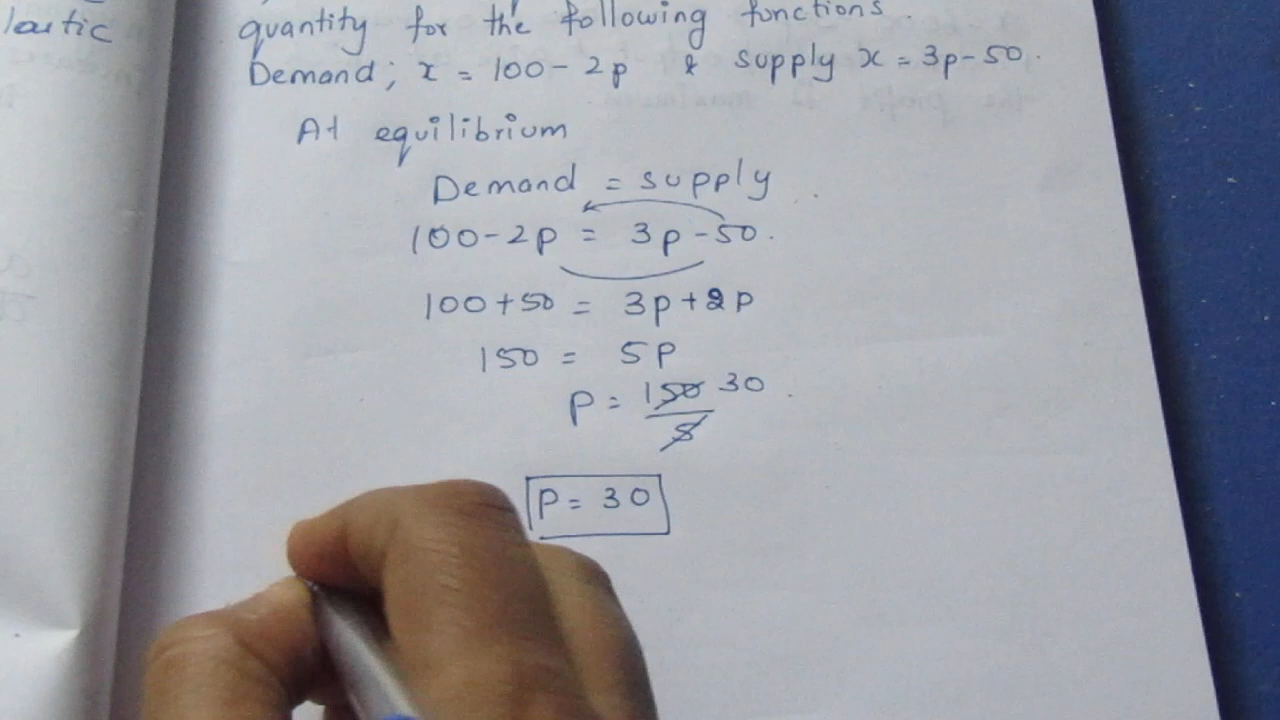 quantity for the following functions.
Demand; x = 100 - 2p & supply x = 3p - 50.
At equilibrium
Demand = supply
100 - 2p = 3p - 50.
100 + 50 = 3p + 2p
150 = 5p
p = 150/5 30
p = 30